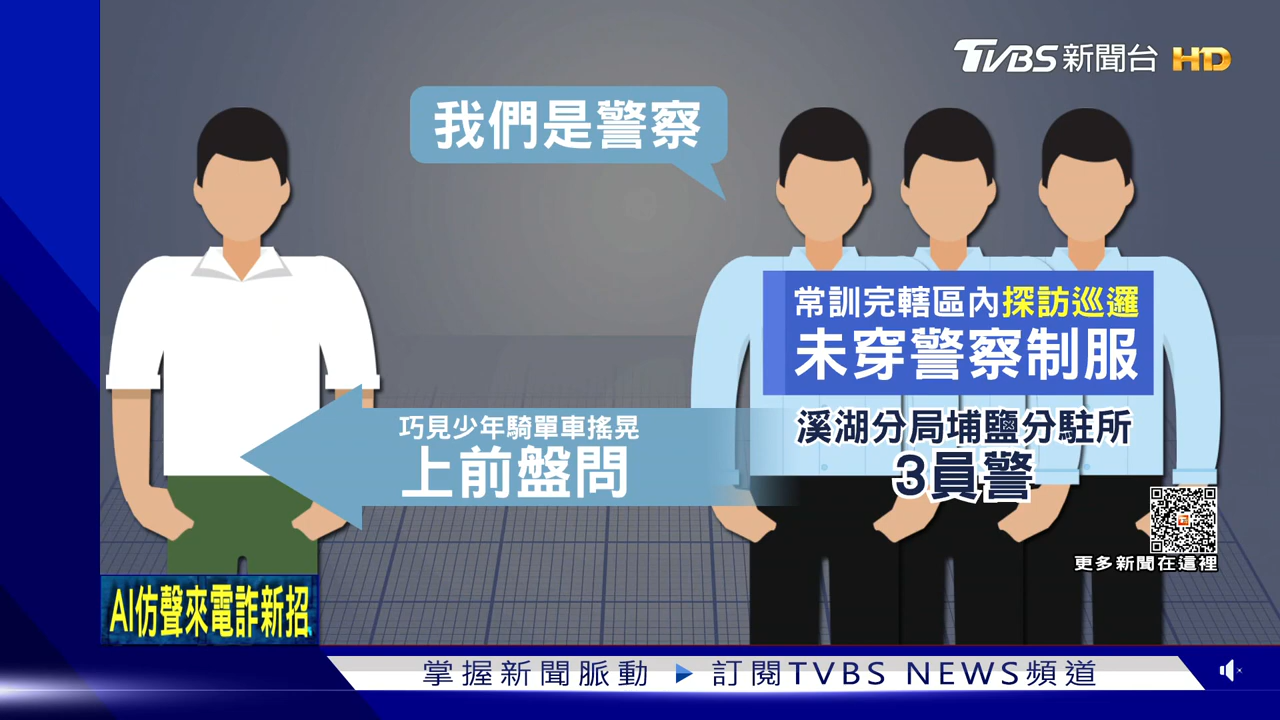 TVBS新聞台 HD
我們是警察
常訓完轄區內探訪巡邏
未穿警察制服
巧見少年騎單車搖晃
上前盤問
溪湖分局埔鹽分駐所
3員警
更多新聞在這裡
AI仿聲來電詐新招
掌握新聞脈動 ▶ 訂閱TVBS NEWS頻道